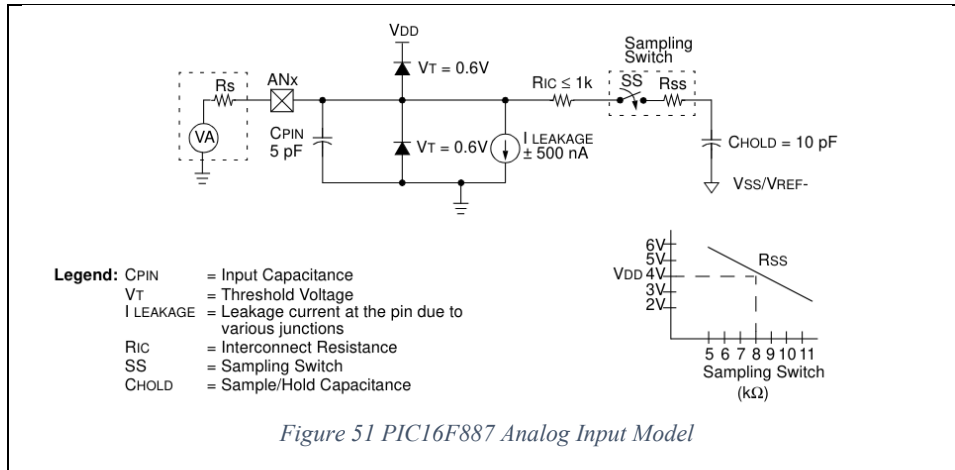 VDD
Sampling
Switch
VT = 0.6V
Rs
ANx
RIC ≤ 1k
SS
Rss
VA
CPIN
5 pF
VT = 0.6V
I LEAKAGE
± 500 nA
CHOLD = 10 pF
VSS/VREF-
Legend: CPIN = Input Capacitance
VT = Threshold Voltage
I LEAKAGE = Leakage current at the pin due to
various junctions
RIC = Interconnect Resistance
SS = Sampling Switch
CHOLD = Sample/Hold Capacitance
6V
5V
VDD 4V
3V
2V
RSS
5 6 7 8 9 10 11
Sampling Switch
(kΩ)
Figure 51 PIC16F887 Analog Input Model